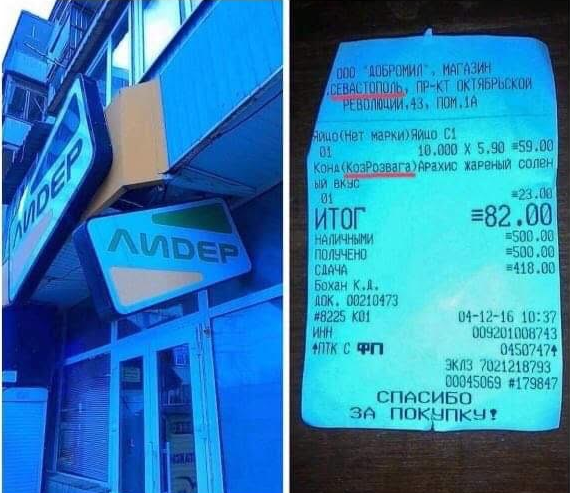 ЛИДЕР
ЛИДЕР
ООО "ДОБРОМИЛ", МАГАЗИН
СЕВАСТОПОЛЬ, ПР-КТ ОКТЯБРЬСКОЙ
РЕВОЛЮЦИИ,43, ПОМ.1А
Яйцо(Нет марки)Яйцо С1
01 10.000 X 5.90 =59.00
Конд(КозРозвага)Арахис жареный солен
ый вкус
01 =23.00
ИТОГ =82.00
НАЛИЧНЫМИ =500.00
ПОЛУЧЕНО =500.00
СДАЧА =418.00
Бохан К.А.
ДОК. 00210473
#8225 К01 04-12-16 10:37
ИНН 009201008743
ПТК С ФП 0450747
ЭКЛЗ 7021218793
00045069 #179847
СПАСИБО
ЗА ПОКУПКУ!